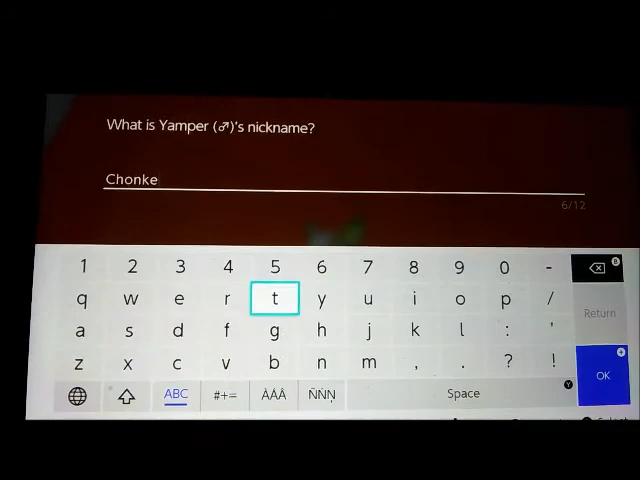 What is Yamper (♂)'s nickname?
Chonke
6/12
1 2 3 4 5 6 7 8 9 0 -
q w e r t y u i o p /
Return
a s d f g h j k l : '
z x c v b n m , . ? !
OK
ABC #+= ÀÁÂ ÑÑŅ Space